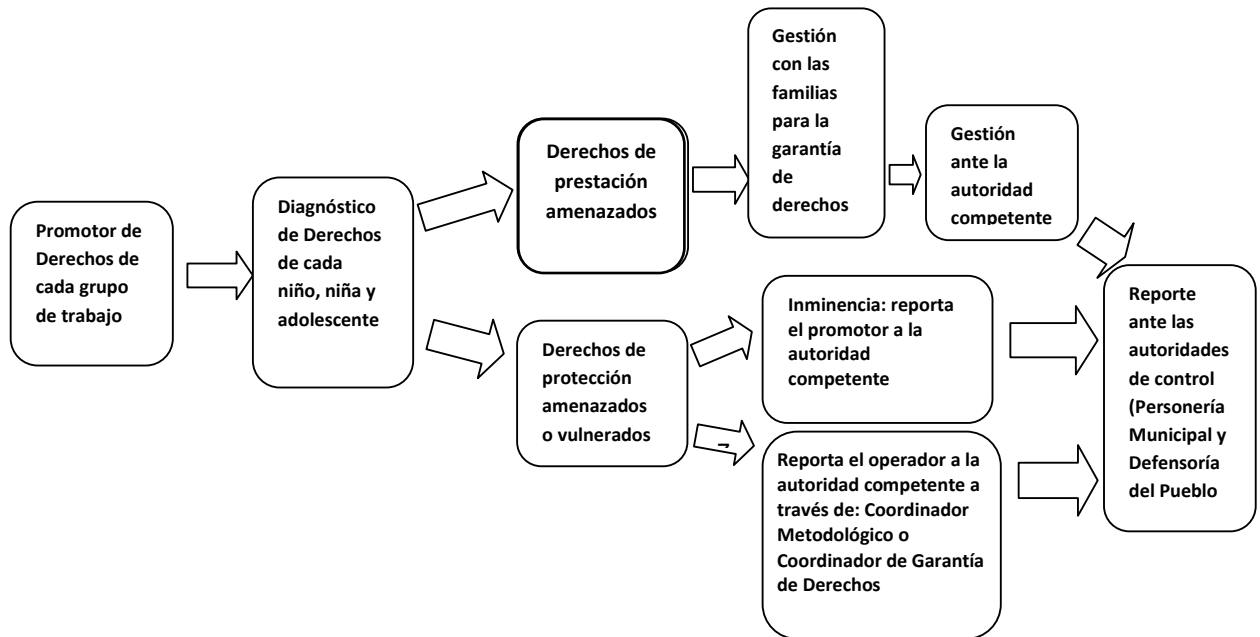 Promotor de
Derechos de
cada grupo
de trabajo
Diagnóstico
de Derechos
de cada
niño, niña y
adolescente
Derechos de
prestación
amenazados
Gestión
con las
familias
para la
garantía
de
derechos
Gestión
ante la
autoridad
competente
Derechos de
protección
amenazados
o vulnerados
Inminencia: reporta
el promotor a la
autoridad
competente
Reporta el operador a la
autoridad competente a
través de: Coordinador
Metodológico o
Coordinador de Garantía
de Derechos
Reporte
ante las
autoridades
de control
(Personería
Municipal y
Defensoría
del Pueblo